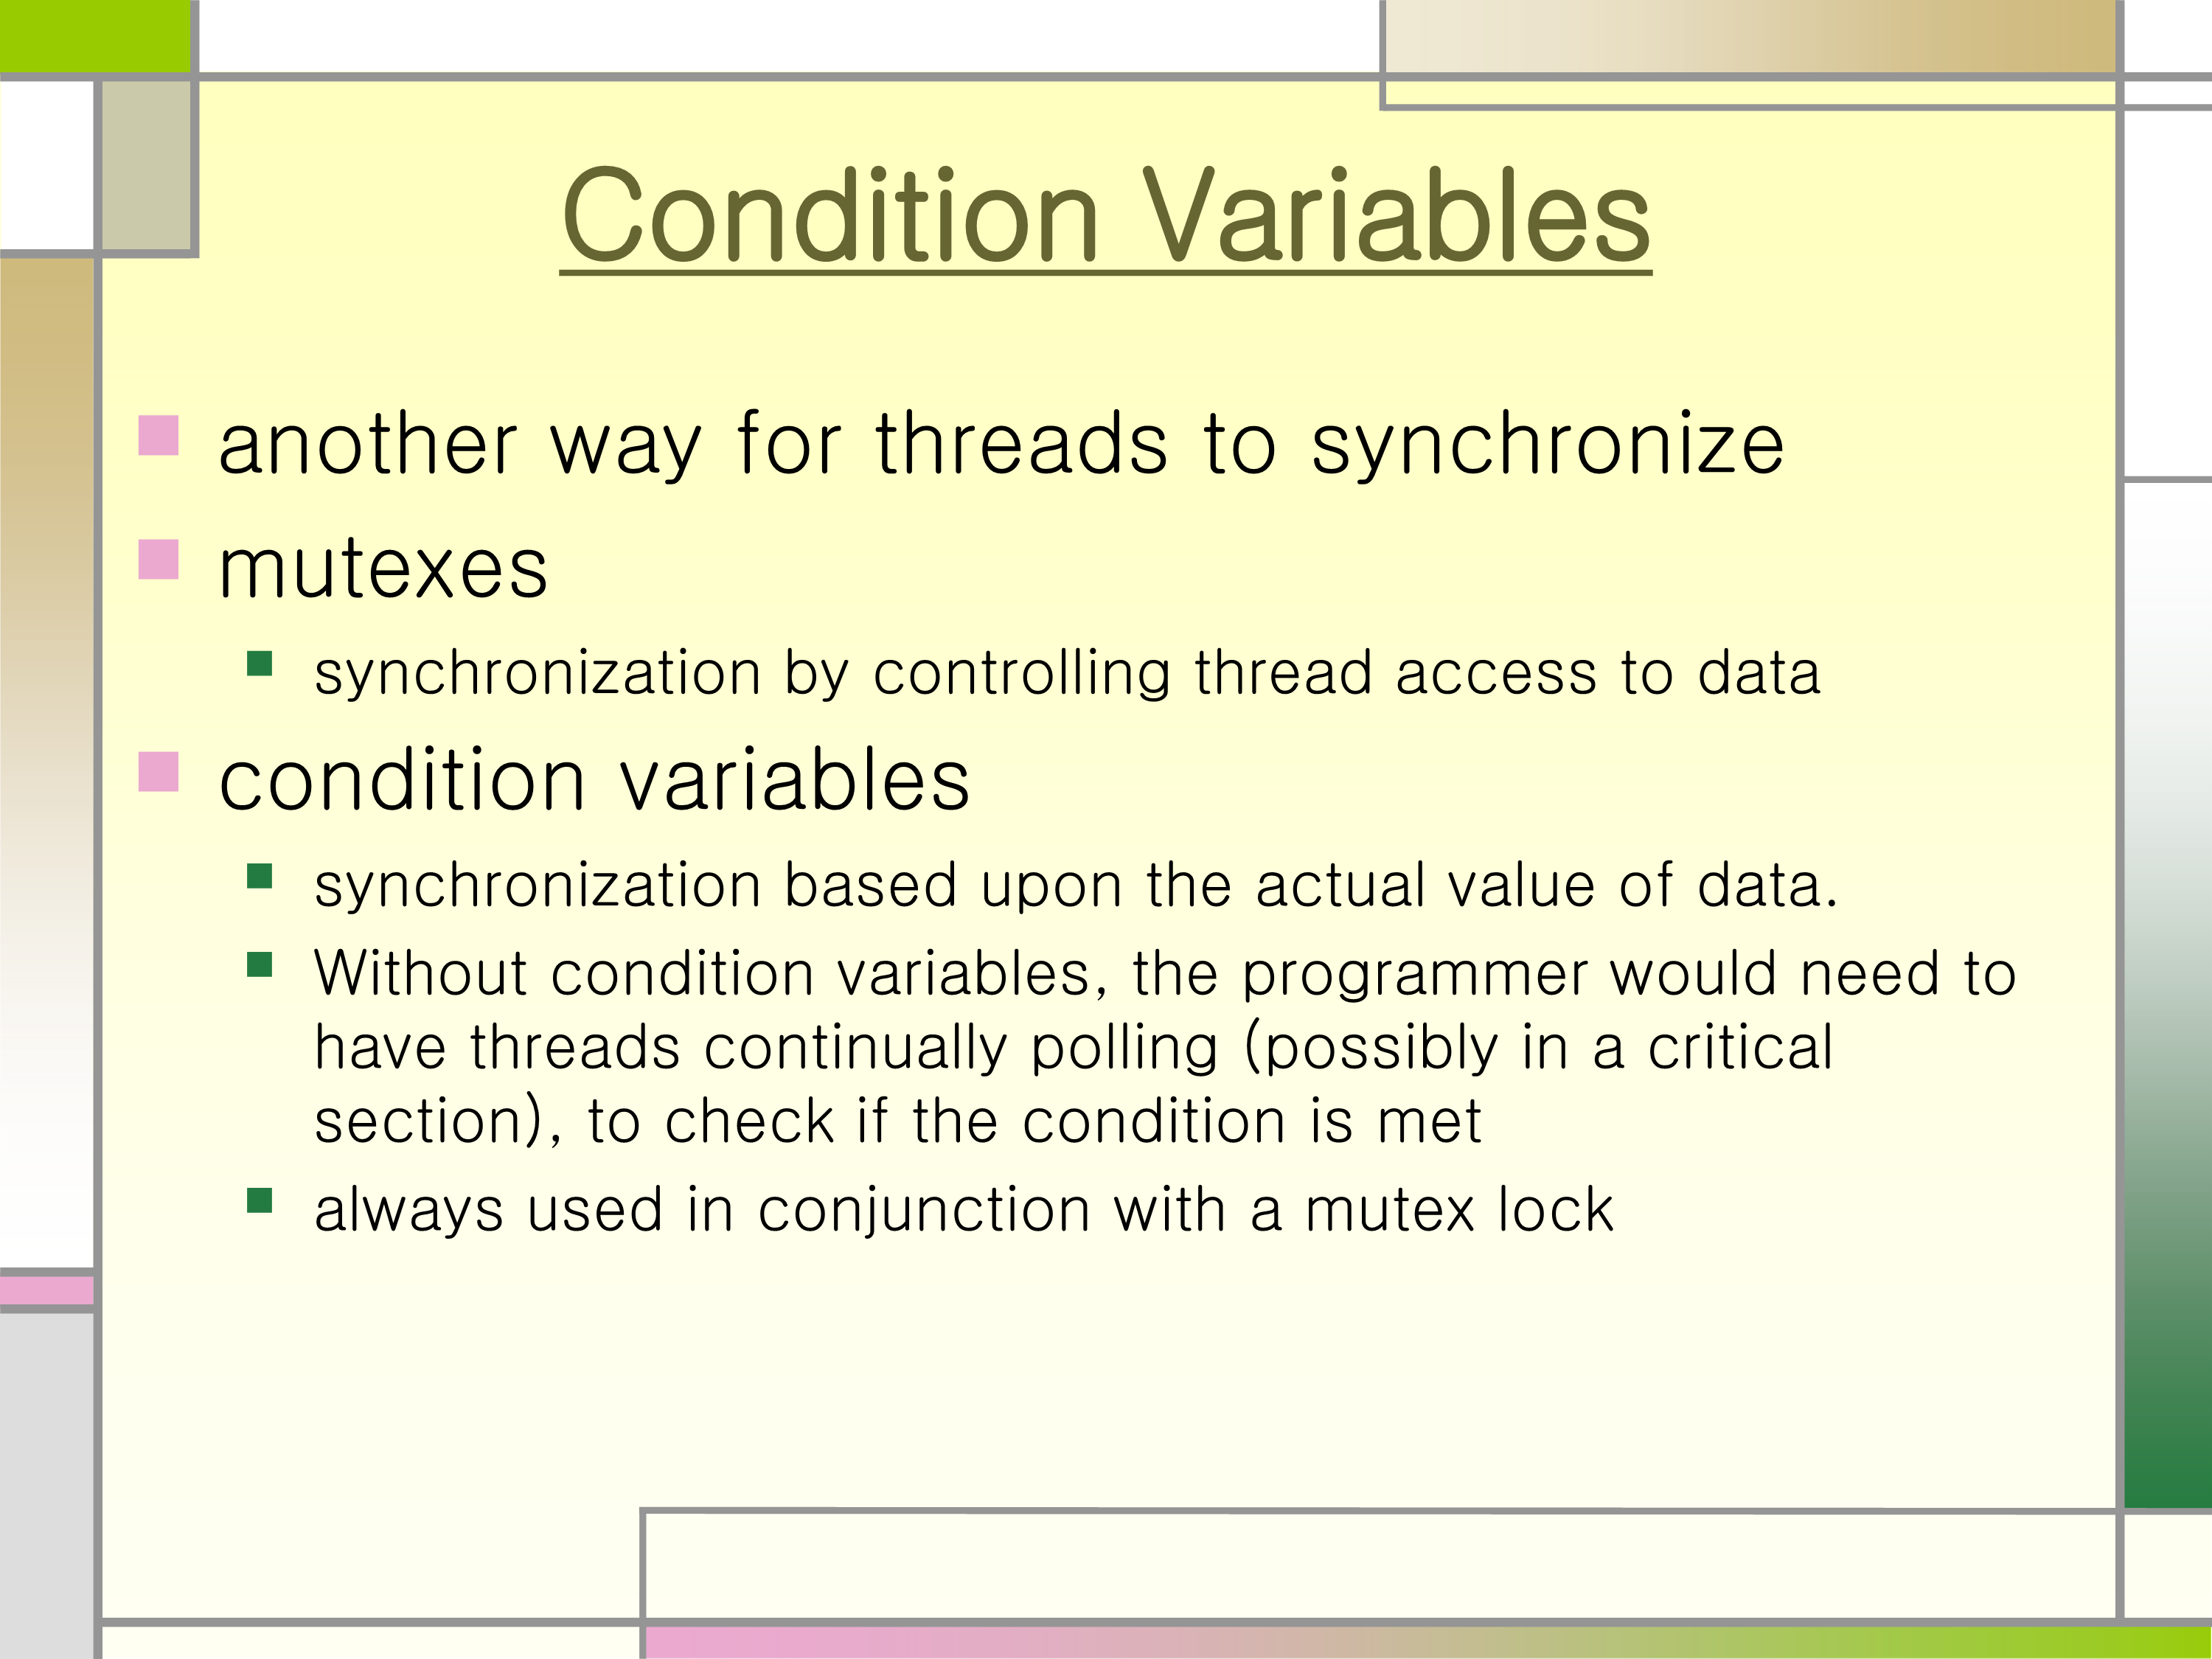 Condition Variables
another way for threads to synchronize
mutexes
synchronization by controlling thread access to data
condition variables
synchronization based upon the actual value of data.
Without condition variables, the programmer would need to
have threads continually polling (possibly in a critical
section), to check if the condition is met
always used in conjunction with a mutex lock